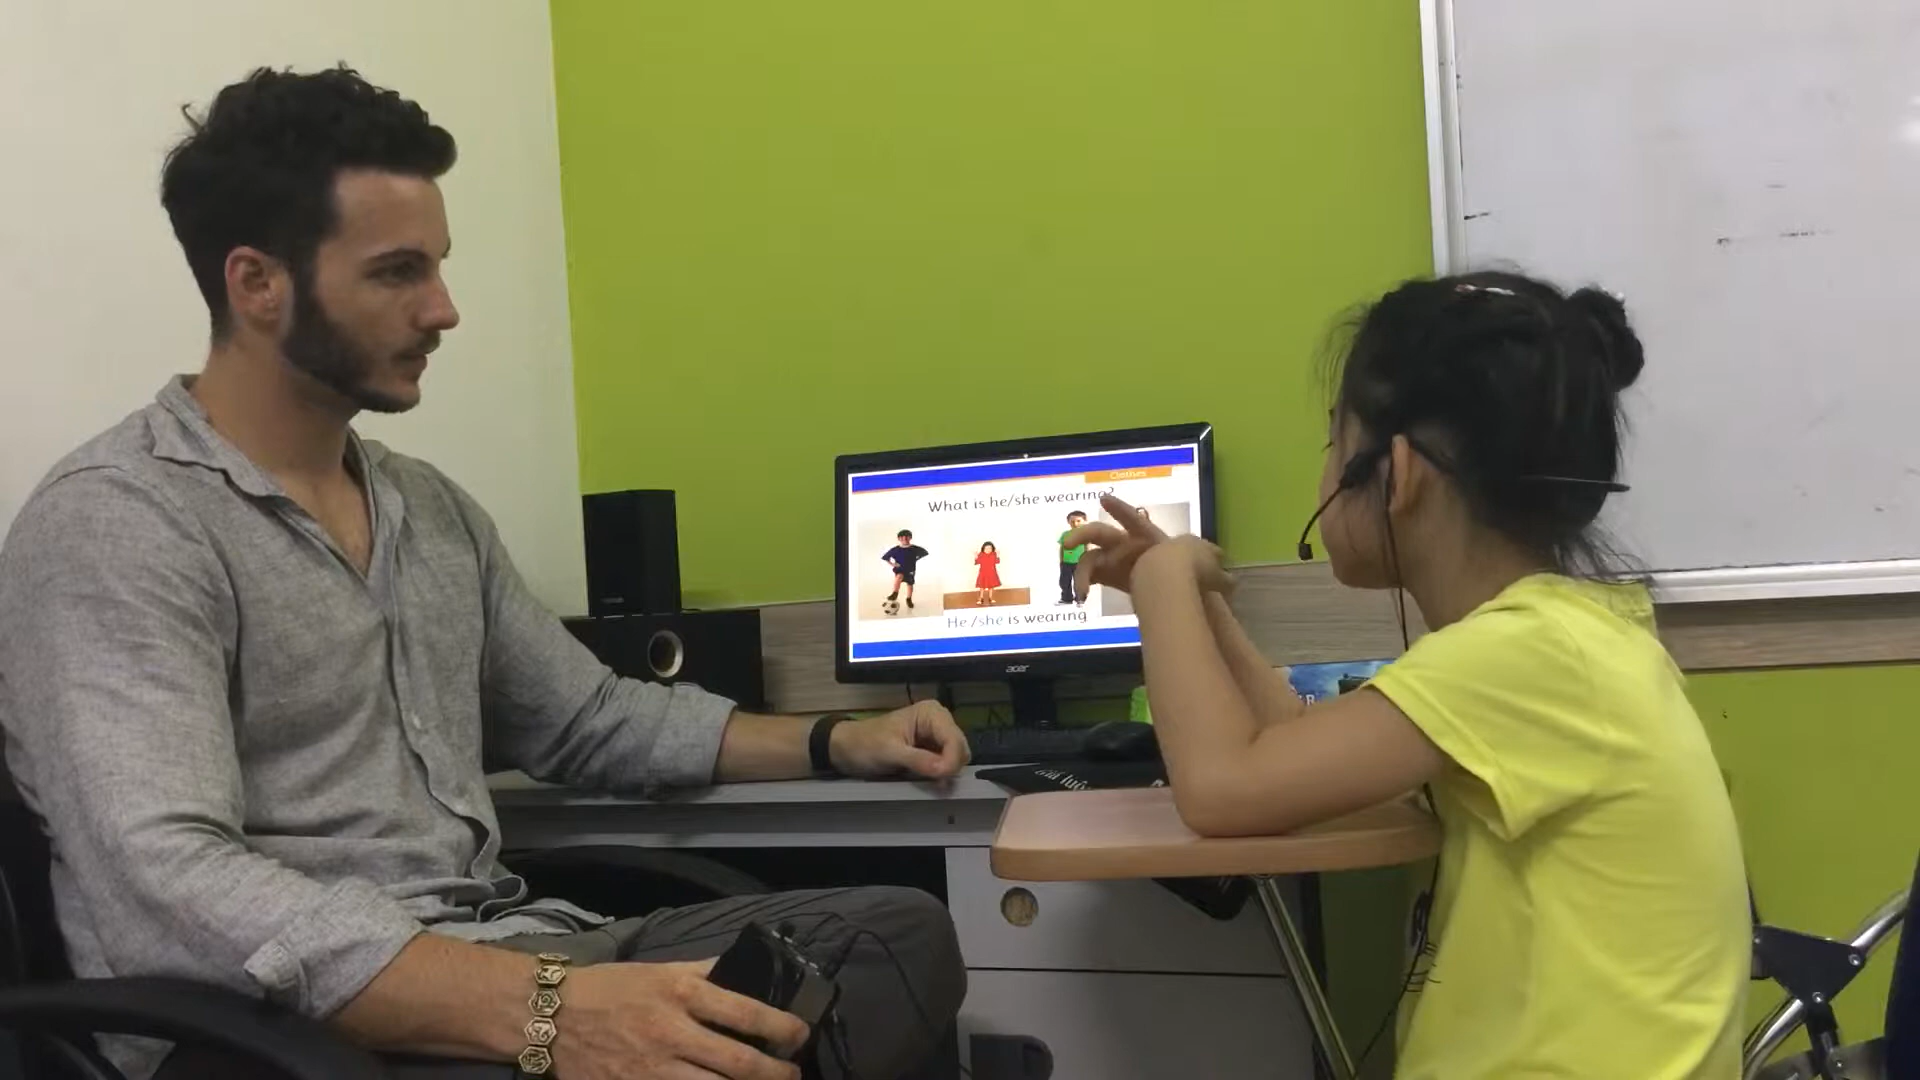 Clothes
What is he/she wearing?
He/she is wearing
acer